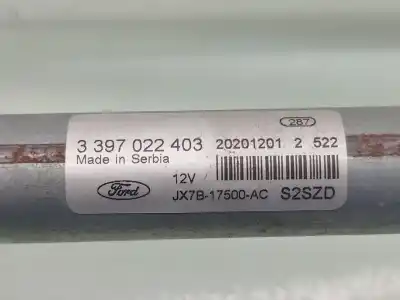 287
3 397 022 403 20201201 2 522
Made in Serbia
12V
Ford JX7B-17500-AC S2SZD